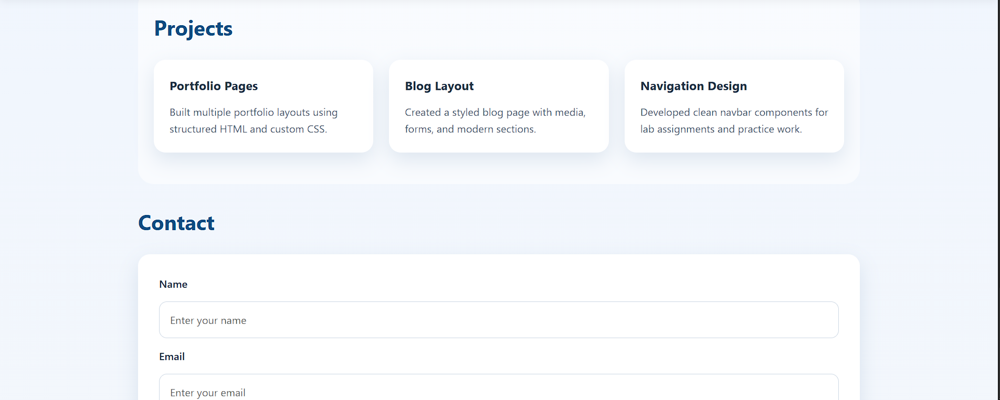 Projects
Portfolio Pages
Built multiple portfolio layouts using
structured HTML and custom CSS.
Blog Layout
Created a styled blog page with media,
forms, and modern sections.
Navigation Design
Developed clean navbar components for
lab assignments and practice work.
Contact
Name
Enter your name
Email
Enter your email